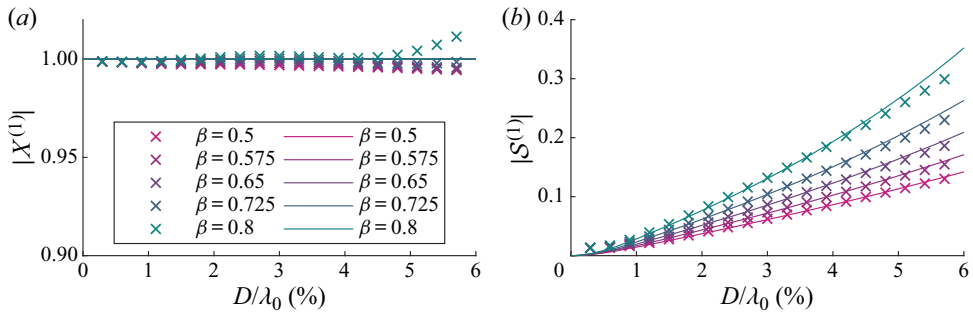 (a)
1.00
0.95
0.90
|X⁽¹⁾|
β = 0.5 β = 0.5
β = 0.575 β = 0.575
β = 0.65 β = 0.65
β = 0.725 β = 0.725
β = 0.8 β = 0.8
0 1 2 3 4 5 6
D/λ₀ (%)
(b)
0.4
0.3
0.2
0.1
0
|𝒮⁽¹⁾|
1 2 3 4 5 6
D/λ₀ (%)